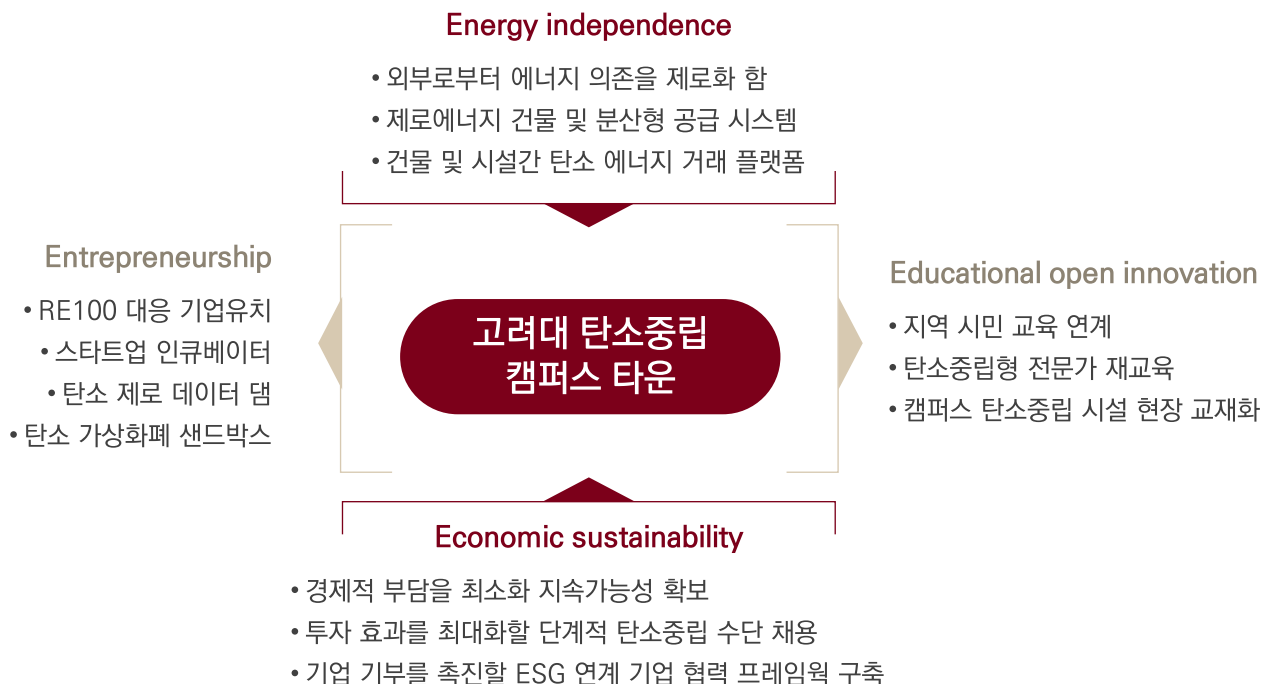 Energy independence
• 외부로부터 에너지 의존을 제로화 함
• 제로에너지 건물 및 분산형 공급 시스템
• 건물 및 시설간 탄소 에너지 거래 플랫폼
Entrepreneurship
• RE100 대응 기업유치
• 스타트업 인큐베이터
• 탄소 제로 데이터 댐
• 탄소 가상화폐 샌드박스
고려대 탄소중립
캠퍼스 타운
Educational open innovation
• 지역 시민 교육 연계
• 탄소중립형 전문가 재교육
• 캠퍼스 탄소중립 시설 현장 교재화
Economic sustainability
• 경제적 부담을 최소화 지속가능성 확보
• 투자 효과를 최대화할 단계적 탄소중립 수단 채용
• 기업 기부를 촉진할 ESG 연계 기업 협력 프레임웍 구축